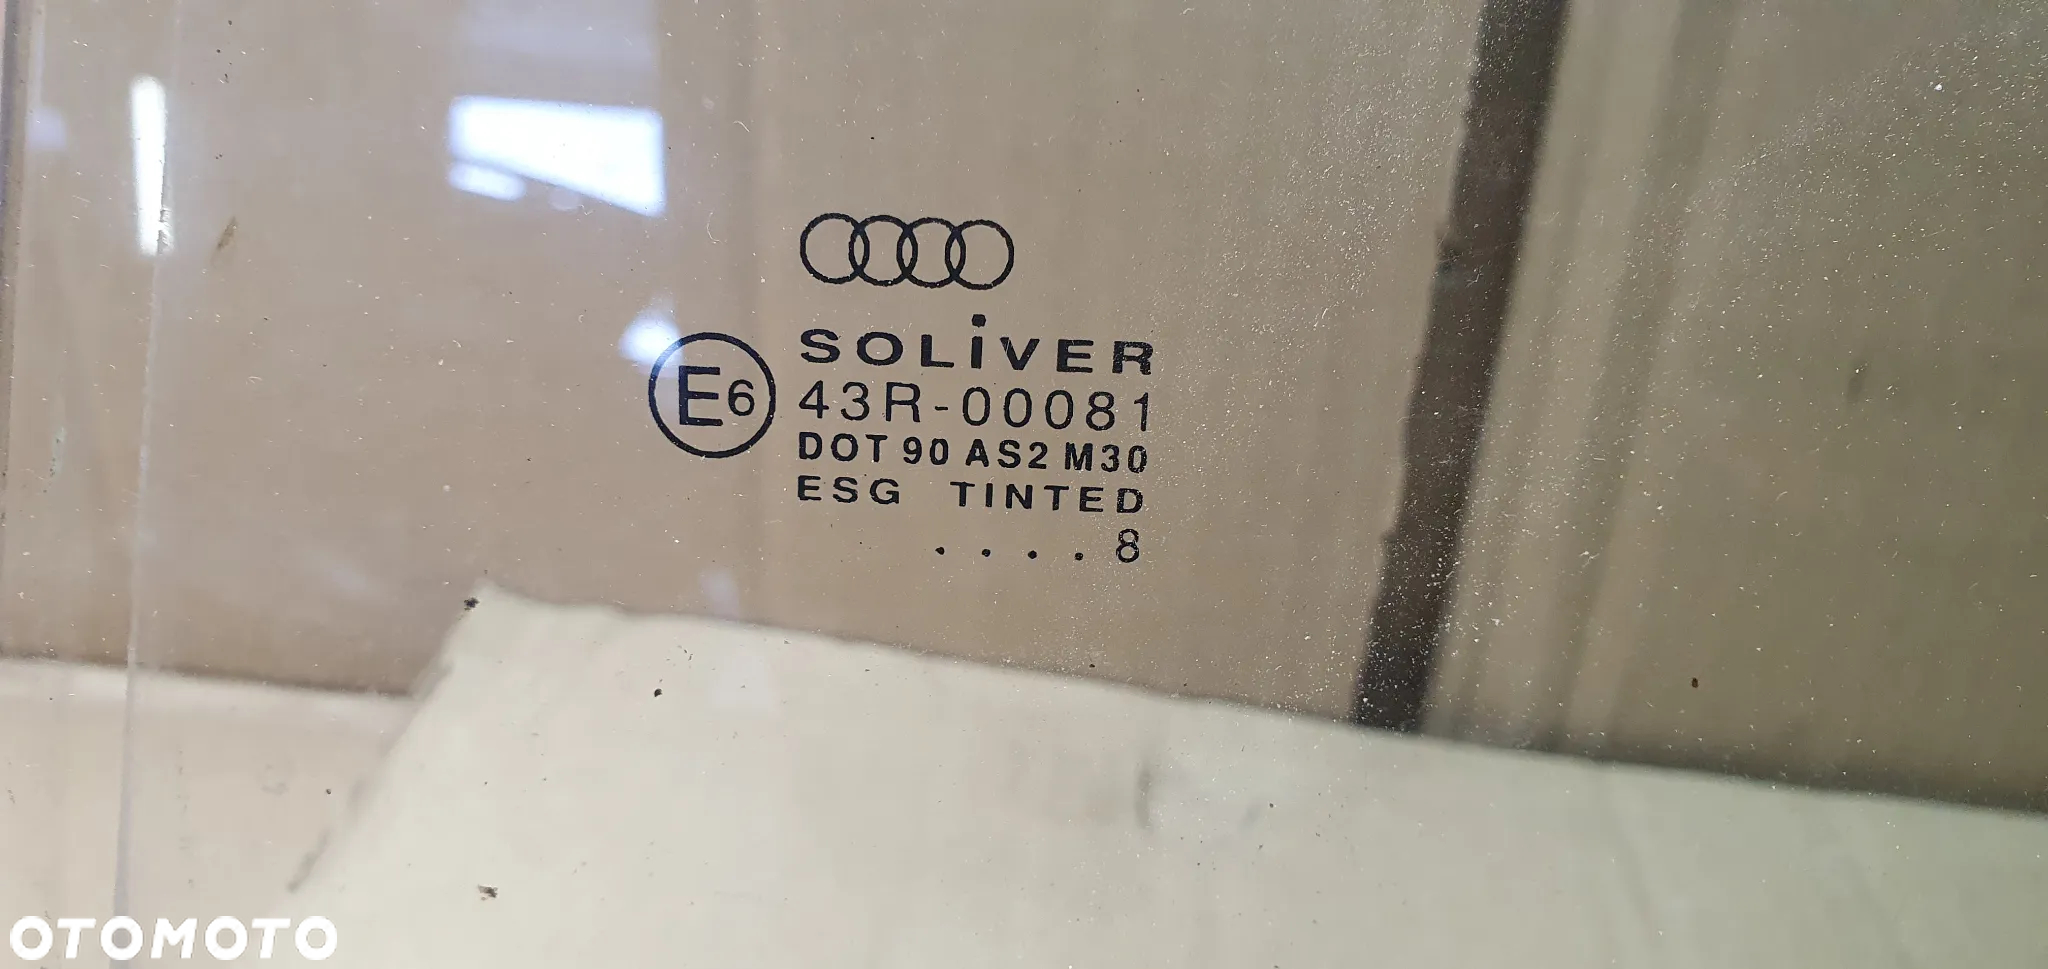 SOLiVER
E6 43R-00081
DOT 90 AS2 M30
ESG TINTED
....8
OTOMOTO